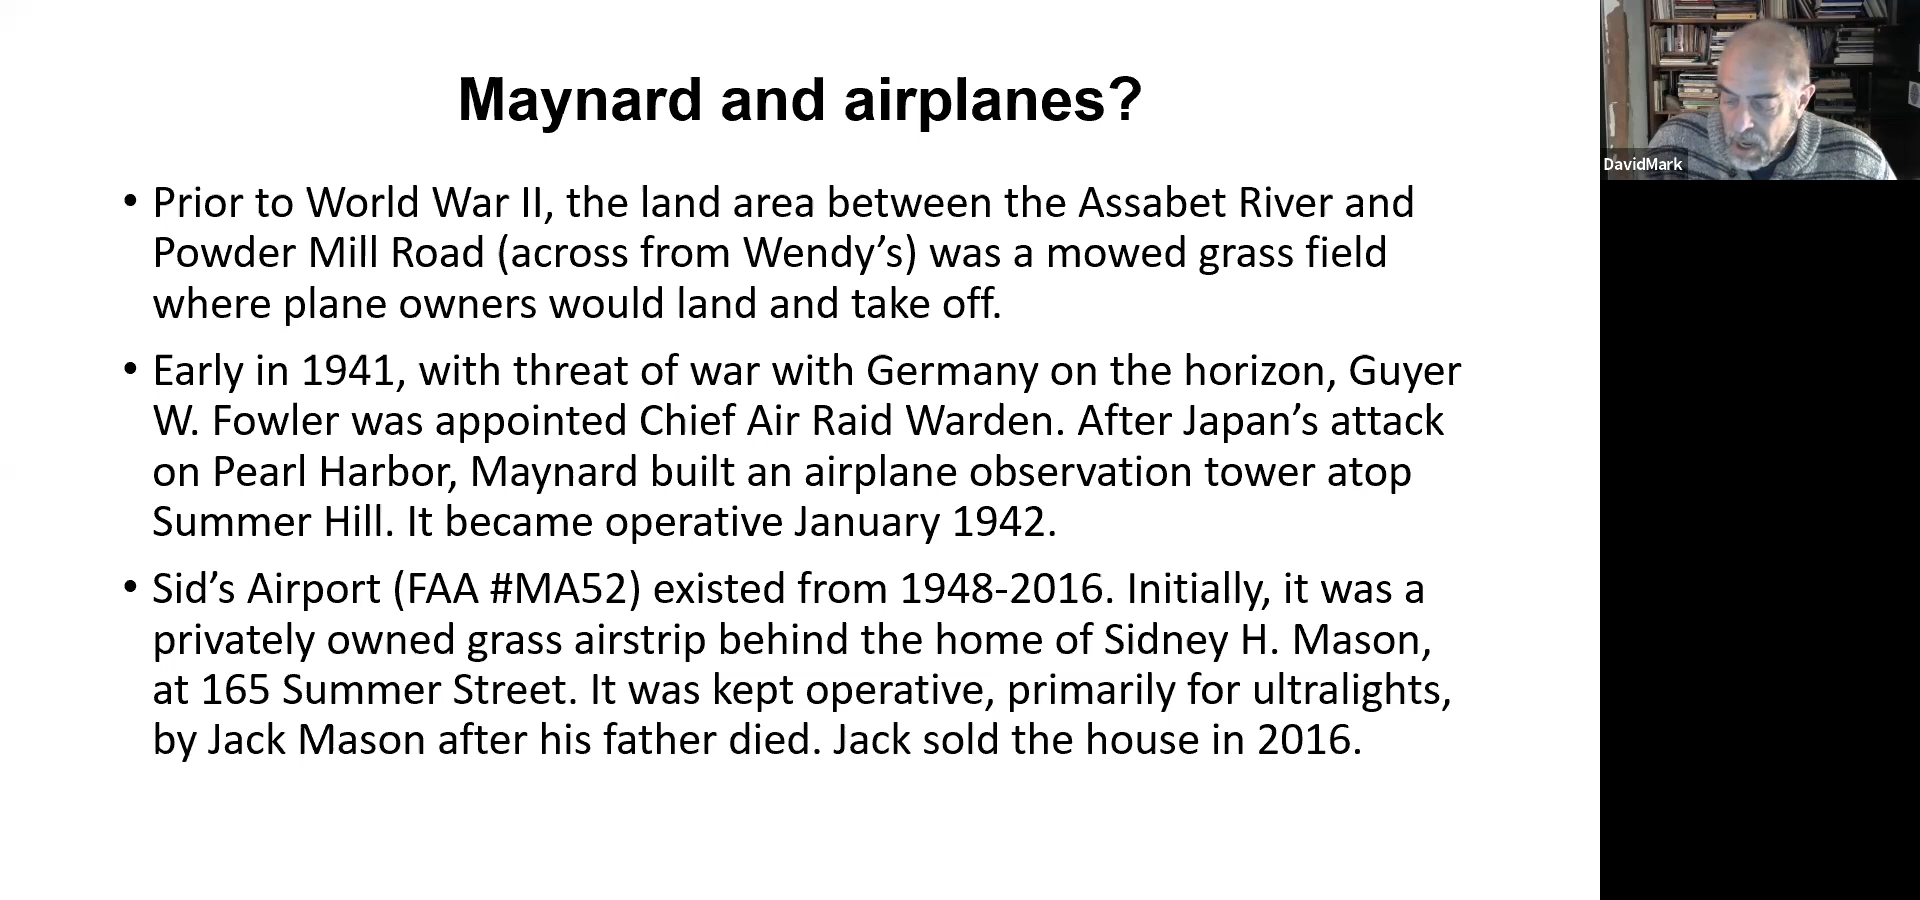 Maynard and airplanes?
• Prior to World War II, the land area between the Assabet River and
Powder Mill Road (across from Wendy’s) was a mowed grass field
where plane owners would land and take off.
• Early in 1941, with threat of war with Germany on the horizon, Guyer
W. Fowler was appointed Chief Air Raid Warden. After Japan’s attack
on Pearl Harbor, Maynard built an airplane observation tower atop
Summer Hill. It became operative January 1942.
• Sid’s Airport (FAA #MA52) existed from 1948-2016. Initially, it was a
privately owned grass airstrip behind the home of Sidney H. Mason,
at 165 Summer Street. It was kept operative, primarily for ultralights,
by Jack Mason after his father died. Jack sold the house in 2016.
DavidMark